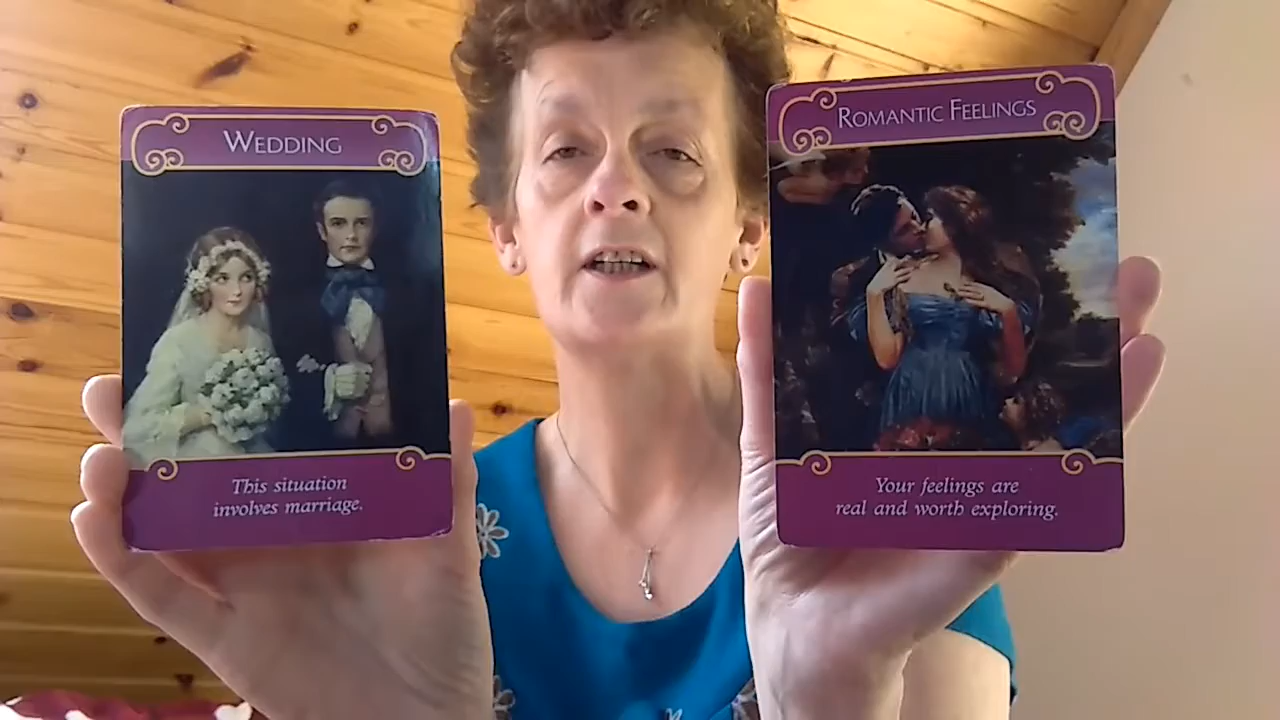 WEDDING
This situation
involves marriage.
ROMANTIC FEELINGS
Your feelings are
real and worth exploring.